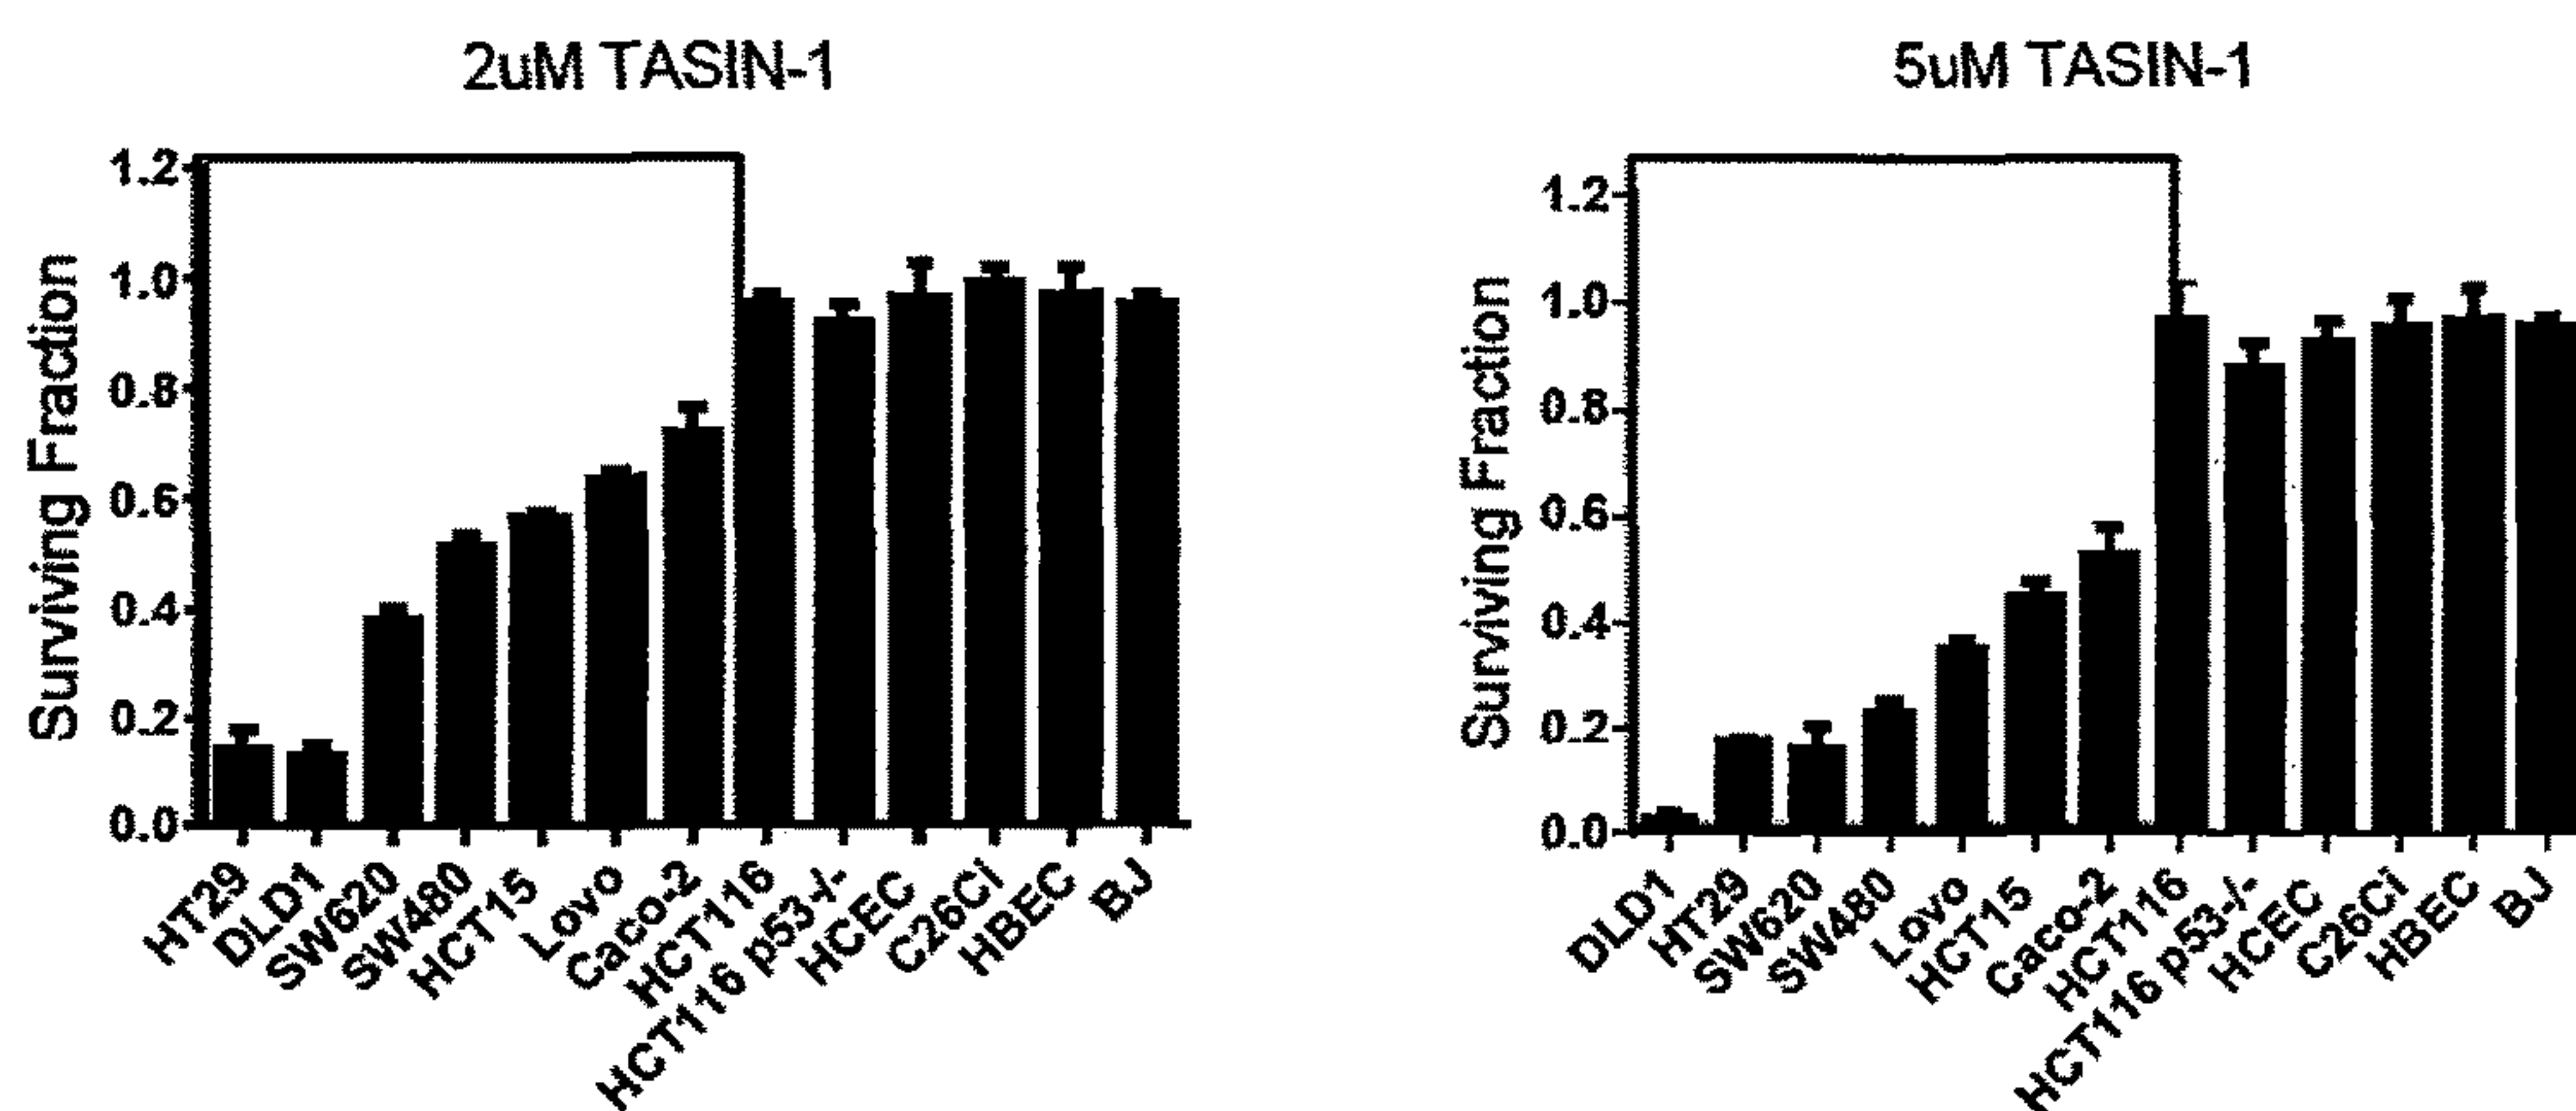 2uM TASIN-1
Surviving Fraction
1.2
1.0
0.8
0.6
0.4
0.2
0.0
HT29
DLD1
SW620
SW480
HCT15
Lovo
Caco-2
HCT116
HCT116 p53-/-
HCEC
C26Ci
HBEC
BJ
5uM TASIN-1
Surviving Fraction
1.2
1.0
0.8
0.6
0.4
0.2
0.0
DLD1
HT29
SW620
SW480
Lovo
HCT15
Caco-2
HCT116
HCT116 p53-/-
HCEC
C26Ci
HBEC
BJ